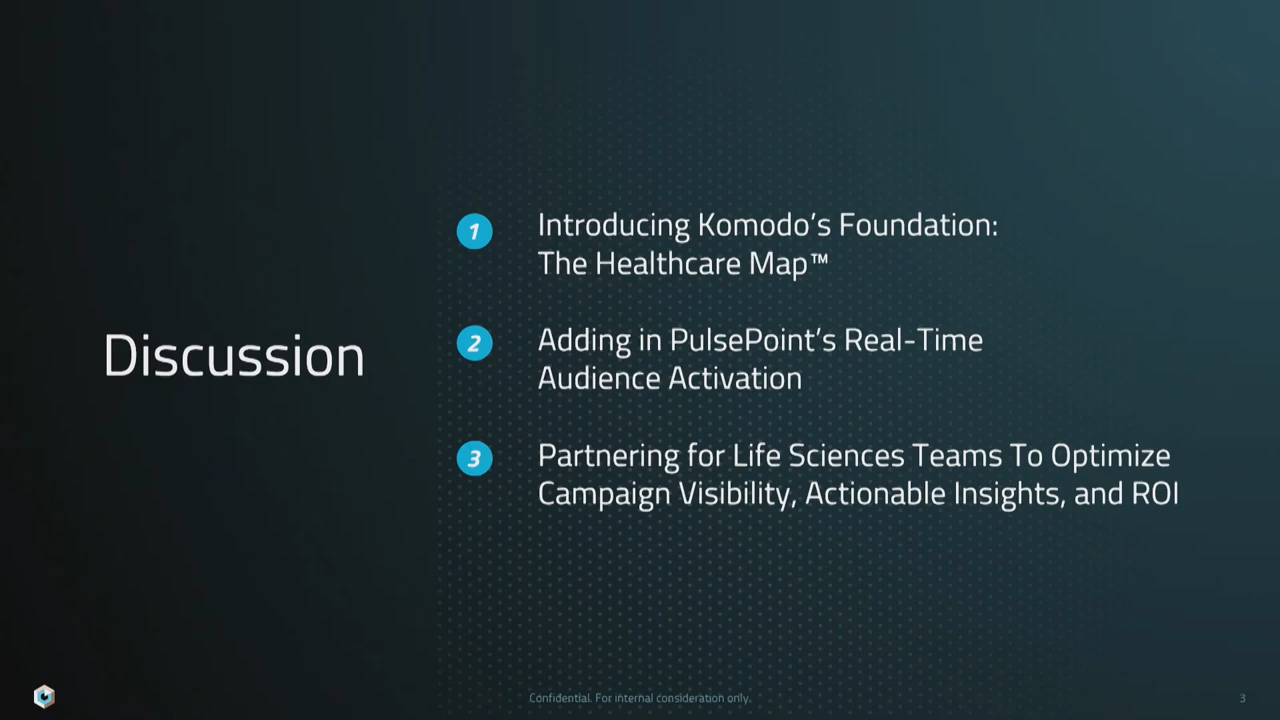 Discussion
1
Introducing Komodo’s Foundation:
The Healthcare Map™
2
Adding in PulsePoint’s Real-Time
Audience Activation
3
Partnering for Life Sciences Teams To Optimize
Campaign Visibility, Actionable Insights, and ROI
Confidential. For internal consideration only.
3